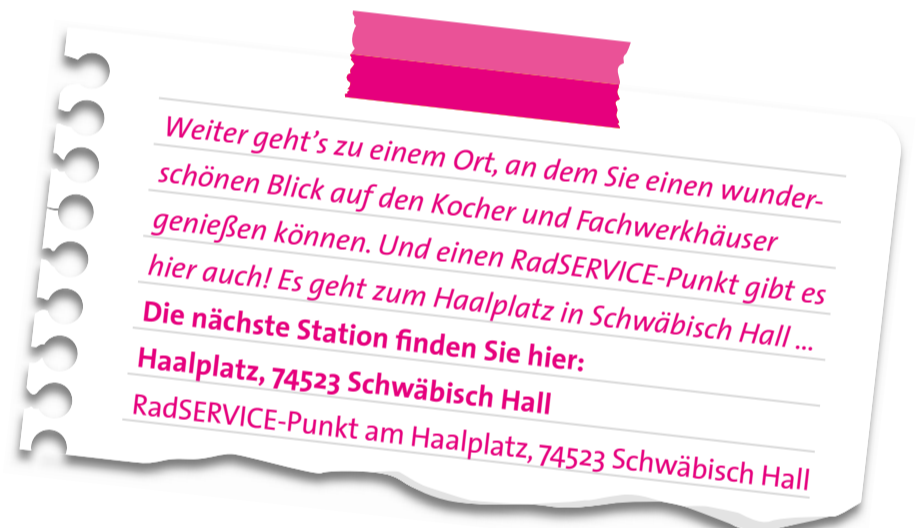 Weiter geht's zu einem Ort, an dem Sie einen wunder-
schönen Blick auf den Kocher und Fachwerkhäuser
genießen können. Und einen RadSERVICE-Punkt gibt es
hier auch! Es geht zum Haalplatz in Schwäbisch Hall ...
Die nächste Station finden Sie hier:
Haalplatz, 74523 Schwäbisch Hall
RadSERVICE-Punkt am Haalplatz, 74523 Schwäbisch Hall